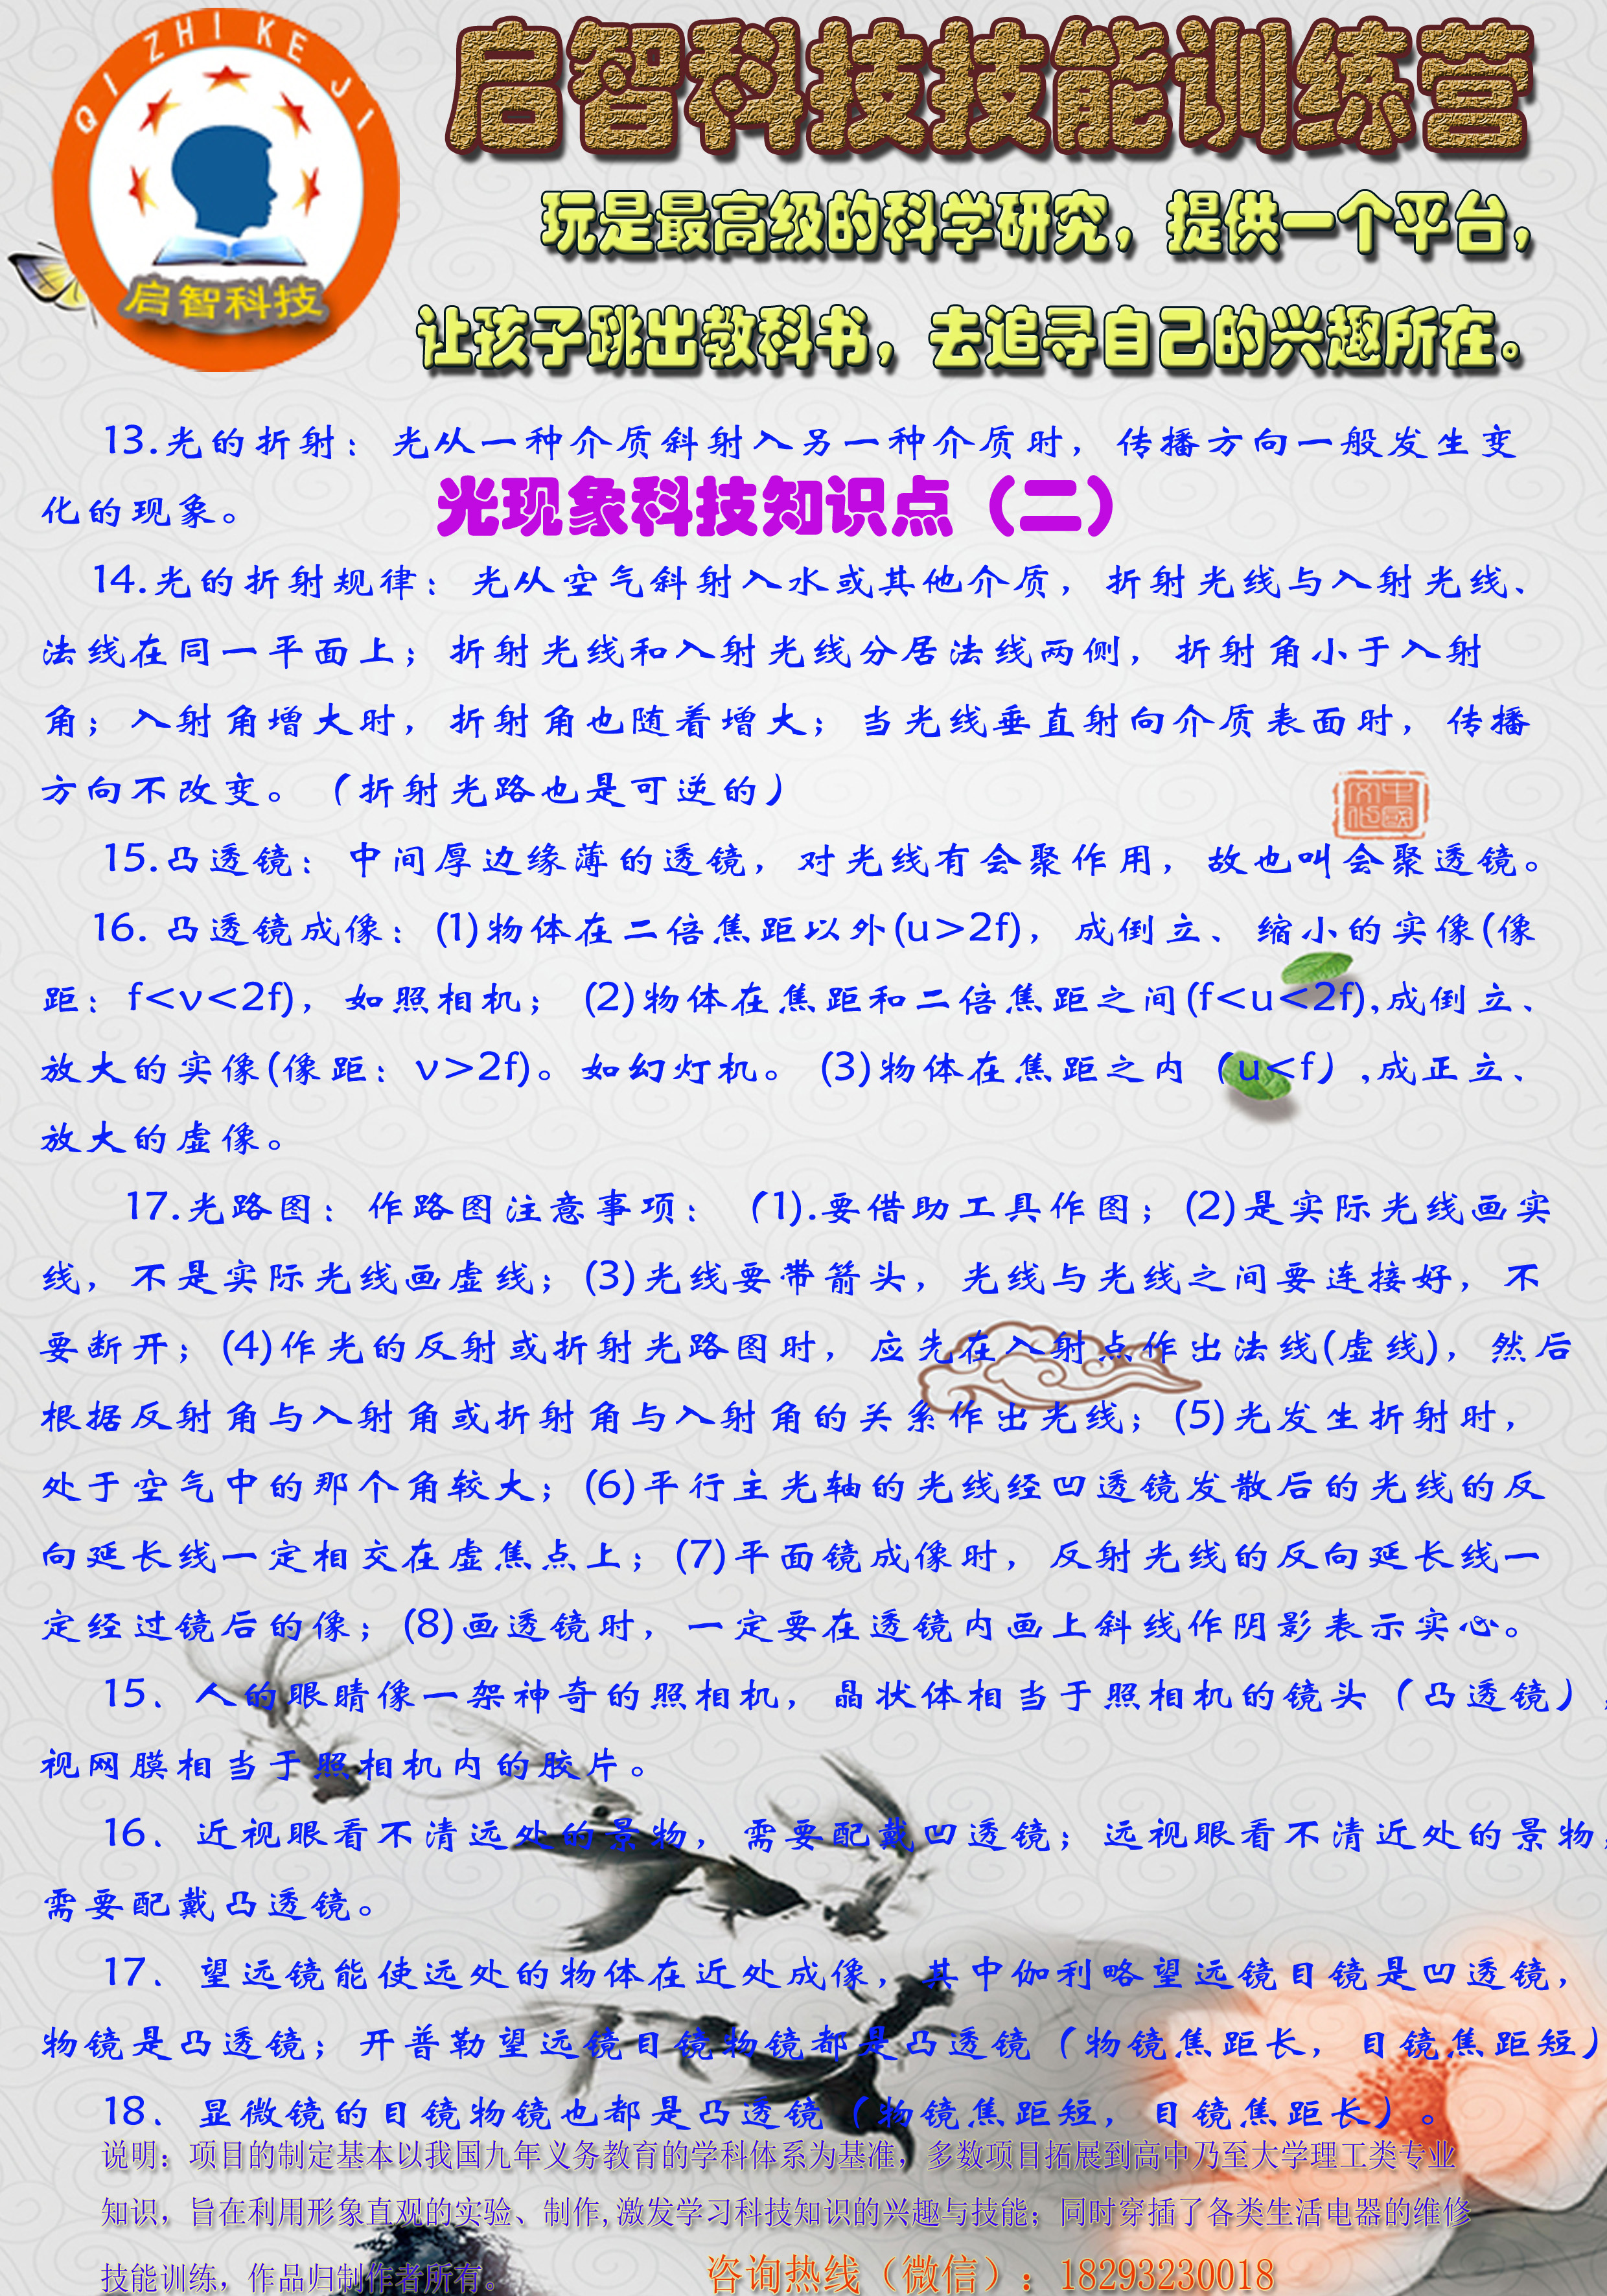 QI ZHI KE JI
启智科技
启智科技技能训练营
玩是最高级的科学研究，提供一个平台，
让孩子跳出教科书，去追寻自己的兴趣所在。
13.光的折射：光从一种介质斜射入另一种介质时，传播方向一般发生变
化的现象。
光现象科技知识点（二）
14.光的折射规律：光从空气斜射入水或其他介质，折射光线与入射光线、
法线在同一平面上；折射光线和入射光线分居法线两侧，折射角小于入射
角；入射角增大时，折射角也随着增大；当光线垂直射向介质表面时，传播
方向不改变。（折射光路也是可逆的）
中国
文化
15.凸透镜：中间厚边缘薄的透镜，对光线有会聚作用，故也叫会聚透镜。
16. 凸透镜成像：(1)物体在二倍焦距以外(u>2f)，成倒立、缩小的实像(像
距：f<v<2f)，如照相机； (2)物体在焦距和二倍焦距之间(f<u<2f),成倒立、
放大的实像(像距：v>2f)。如幻灯机。 (3)物体在焦距之内（u<f）,成正立、
放大的虚像。
17.光路图：作路图注意事项：（1).要借助工具作图；(2)是实际光线画实
线，不是实际光线画虚线；(3)光线要带箭头，光线与光线之间要连接好，不
要断开；(4)作光的反射或折射光路图时，应先在入射点作出法线(虚线)，然后
根据反射角与入射角或折射角与入射角的关系作出光线；(5)光发生折射时，
处于空气中的那个角较大；(6)平行主光轴的光线经凹透镜发散后的光线的反
向延长线一定相交在虚焦点上；(7)平面镜成像时，反射光线的反向延长线一
定经过镜后的像；(8)画透镜时，一定要在透镜内画上斜线作阴影表示实心。
15．人的眼睛像一架神奇的照相机，晶状体相当于照相机的镜头（凸透镜），
视网膜相当于照相机内的胶片。
16．近视眼看不清远处的景物，需要配戴凹透镜；远视眼看不清近处的景物，
需要配戴凸透镜。
17．望远镜能使远处的物体在近处成像，其中伽利略望远镜目镜是凹透镜，
物镜是凸透镜；开普勒望远镜目镜物镜都是凸透镜（物镜焦距长，目镜焦距短）
18．显微镜的目镜物镜也都是凸透镜（物镜焦距短，目镜焦距长）。
说明：项目的制定基本以我国九年义务教育的学科体系为基准，多数项目拓展到高中乃至大学理工类专业
知识，旨在利用形象直观的实验、制作,激发学习科技知识的兴趣与技能；同时穿插了各类生活电器的维修
技能训练，作品归制作者所有。
咨询热线（微信）：18293230018